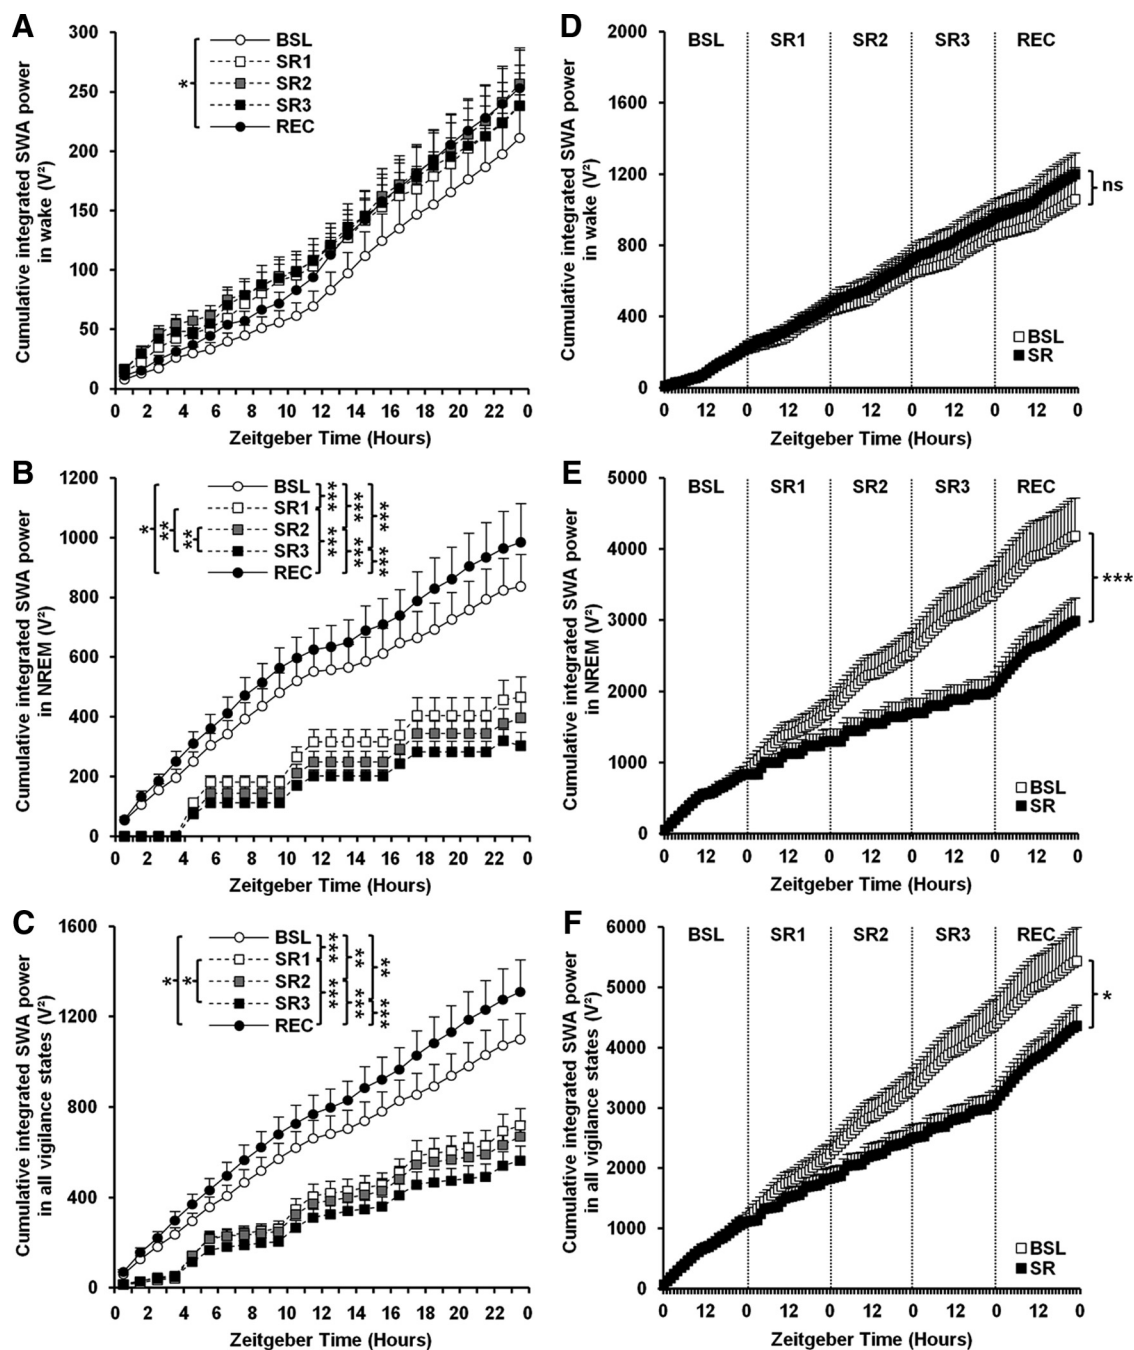 A
Cumulative integrated SWA power
in wake (V²)
300
250
200
150
100
50
0
* BSL
SR1
SR2
SR3
REC
0 2 4 6 8 10 12 14 16 18 20 22 0
Zeitgeber Time (Hours)
D
Cumulative integrated SWA power
in wake (V²)
2000
1600
1200
800
400
0
BSL SR1 SR2 SR3 REC
ns
BSL
SR
0 12 0 12 0 12 0 12 0 12 0
Zeitgeber Time (Hours)
B
Cumulative integrated SWA power
in NREM (V²)
1200
1000
800
600
400
200
0
* ** **
BSL
SR1
SR2
SR3
REC
*** *** ***
*** *** ***
0 2 4 6 8 10 12 14 16 18 20 22 0
Zeitgeber Time (Hours)
E
Cumulative integrated SWA power
in NREM (V²)
5000
4000
3000
2000
1000
0
BSL SR1 SR2 SR3 REC
***
BSL
SR
0 12 0 12 0 12 0 12 0 12 0
Zeitgeber Time (Hours)
C
Cumulative integrated SWA power
in all vigilance states (V²)
1600
1200
800
400
0
* *
BSL
SR1
SR2
SR3
REC
*** ** **
*** *** ***
0 2 4 6 8 10 12 14 16 18 20 22 0
Zeitgeber Time (Hours)
F
Cumulative integrated SWA power
in all vigilance states (V²)
6000
5000
4000
3000
2000
1000
0
BSL SR1 SR2 SR3 REC
*
BSL
SR
0 12 0 12 0 12 0 12 0 12 0
Zeitgeber Time (Hours)